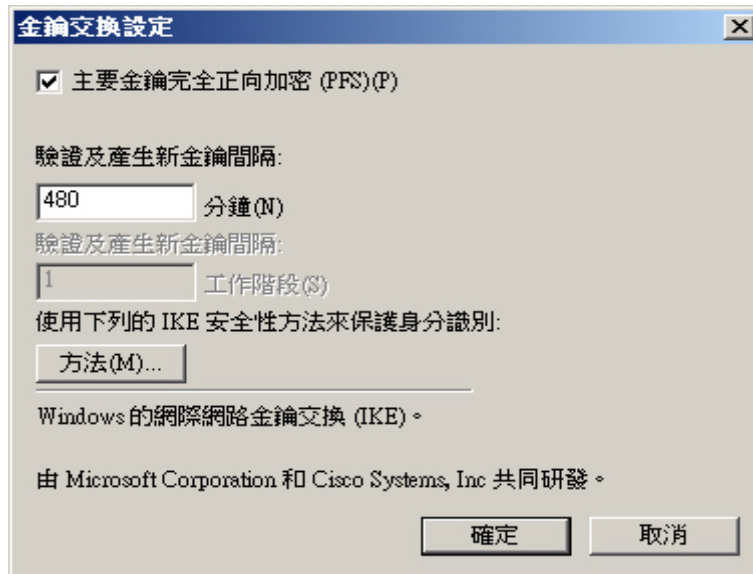 金鑰交換設定
主要金鑰完全正向加密 (PFS)(P)
驗證及產生新金鑰間隔:
480 分鐘(N)
驗證及產生新金鑰間隔:
1 工作階段(S)
使用下列的 IKE 安全性方法來保護身分識別:
方法(M)...
Windows 的網際網路金鑰交換 (IKE)。
由 Microsoft Corporation 和 Cisco Systems, Inc 共同研發。
確定 取消